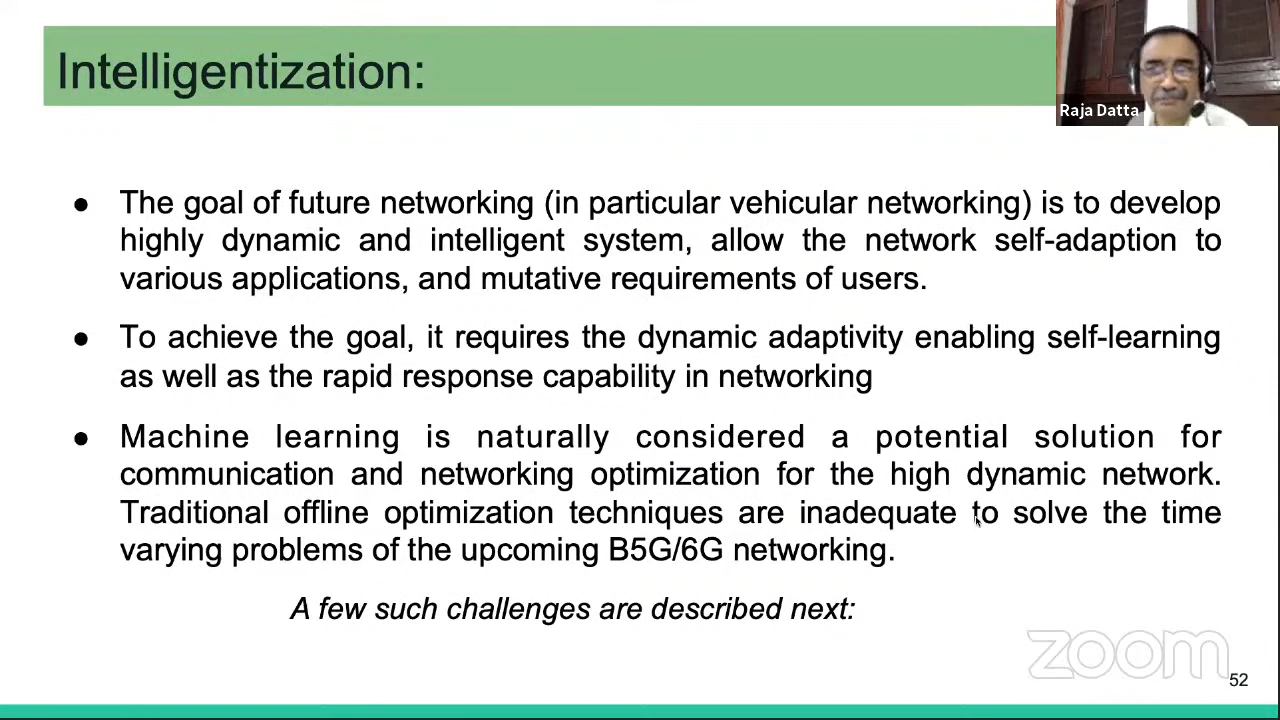 Intelligentization:
Raja Datta
● The goal of future networking (in particular vehicular networking) is to develop
highly dynamic and intelligent system, allow the network self-adaption to
various applications, and mutative requirements of users.
● To achieve the goal, it requires the dynamic adaptivity enabling self-learning
as well as the rapid response capability in networking
● Machine learning is naturally considered a potential solution for
communication and networking optimization for the high dynamic network.
Traditional offline optimization techniques are inadequate to solve the time
varying problems of the upcoming B5G/6G networking.
A few such challenges are described next:
zoom
52